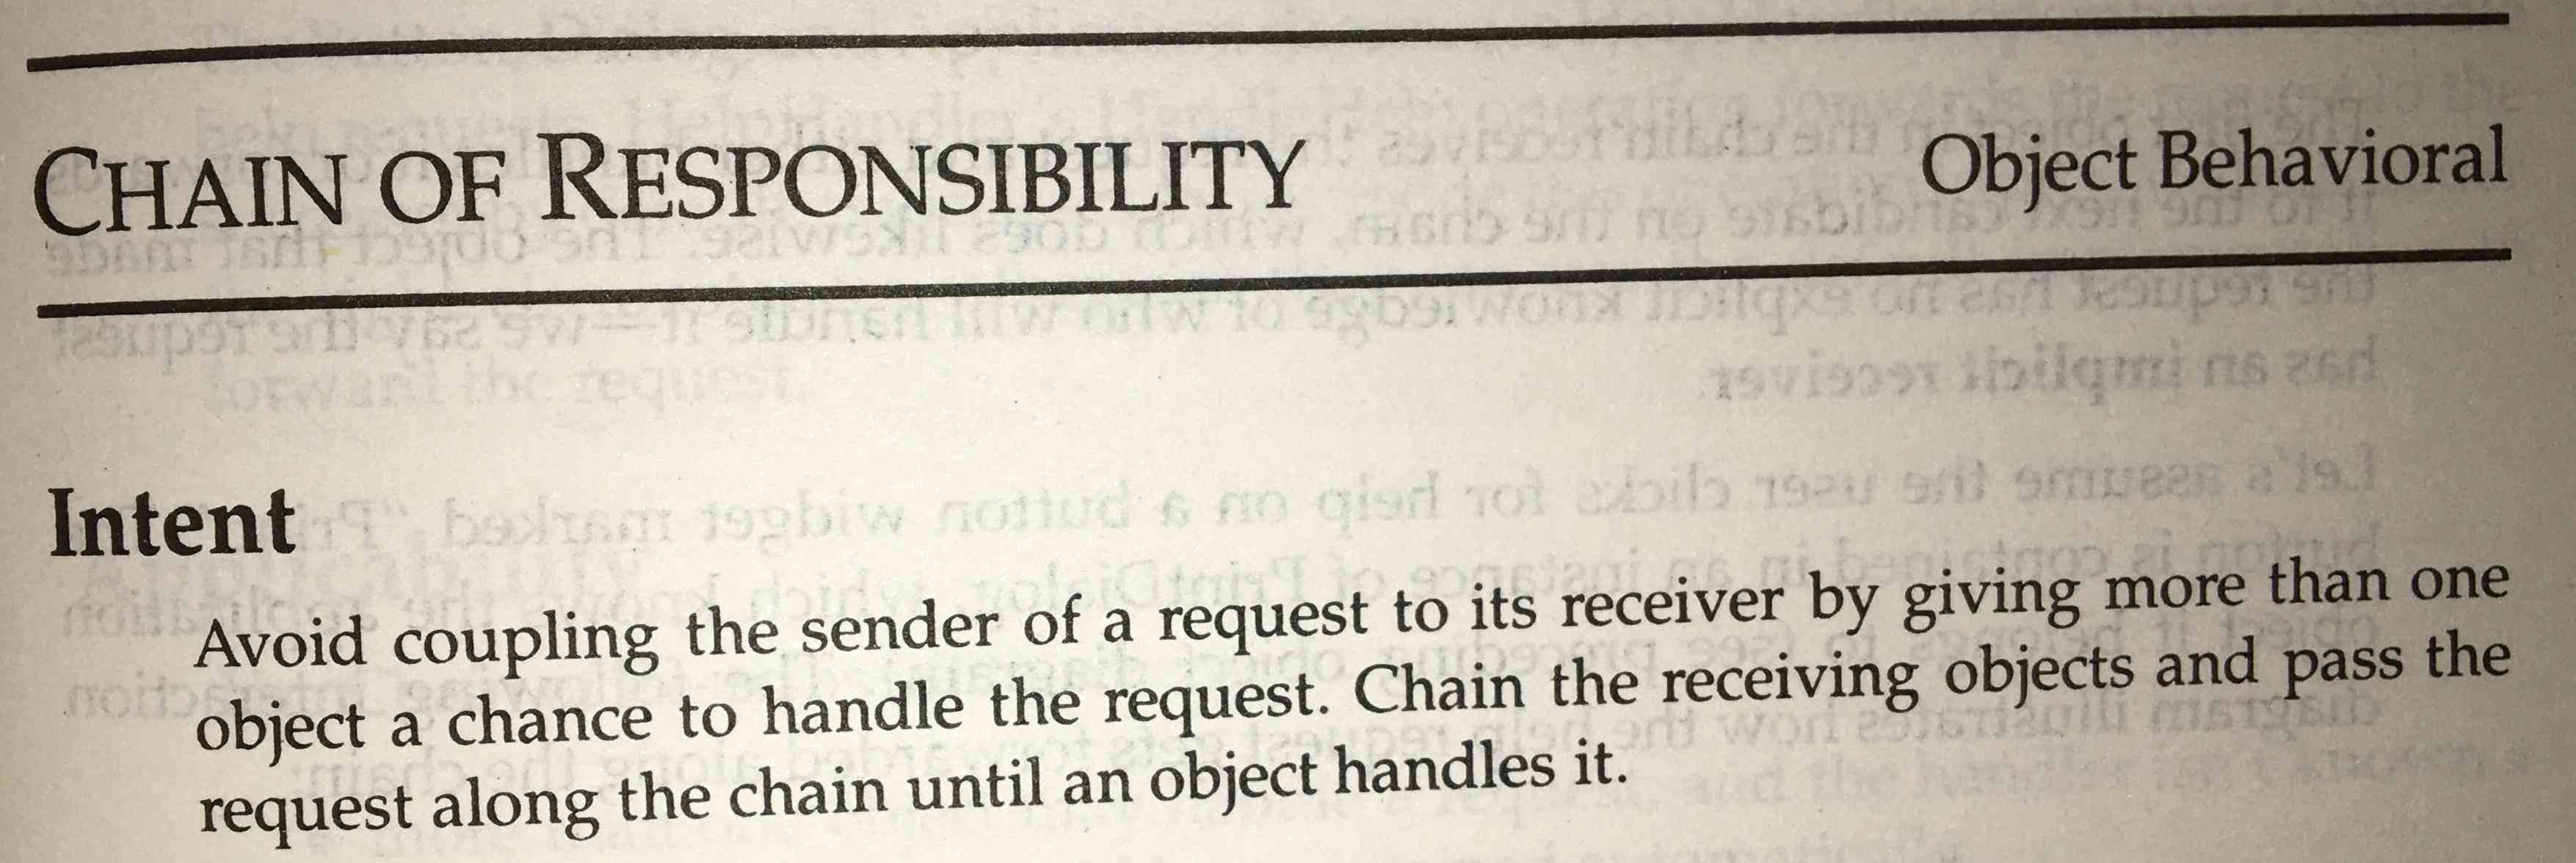 CHAIN OF RESPONSIBILITY Object Behavioral
Intent
Avoid coupling the sender of a request to its receiver by giving more than one
object a chance to handle the request. Chain the receiving objects and pass the
request along the chain until an object handles it.